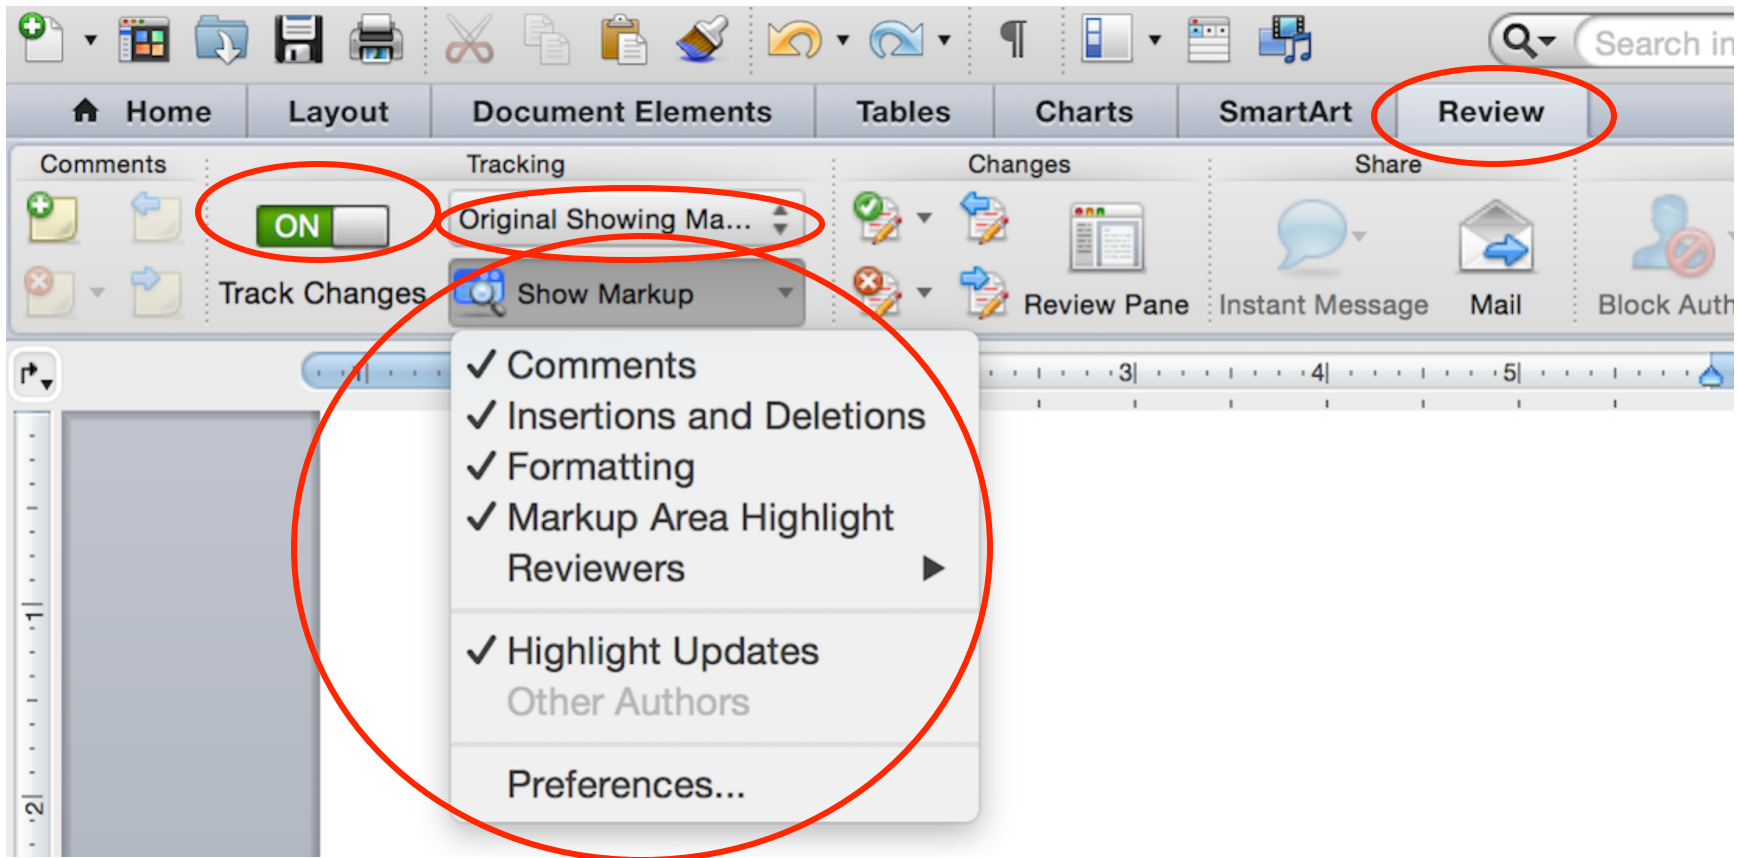 Search in
Home Layout Document Elements Tables Charts SmartArt Review
Comments Tracking Changes Share
ON Original Showing Ma...
Track Changes Show Markup Review Pane Instant Message Mail Block Auth
1 3 4 5
Comments
Insertions and Deletions
Formatting
Markup Area Highlight
Reviewers
1
Highlight Updates
Other Authors
Preferences...
2